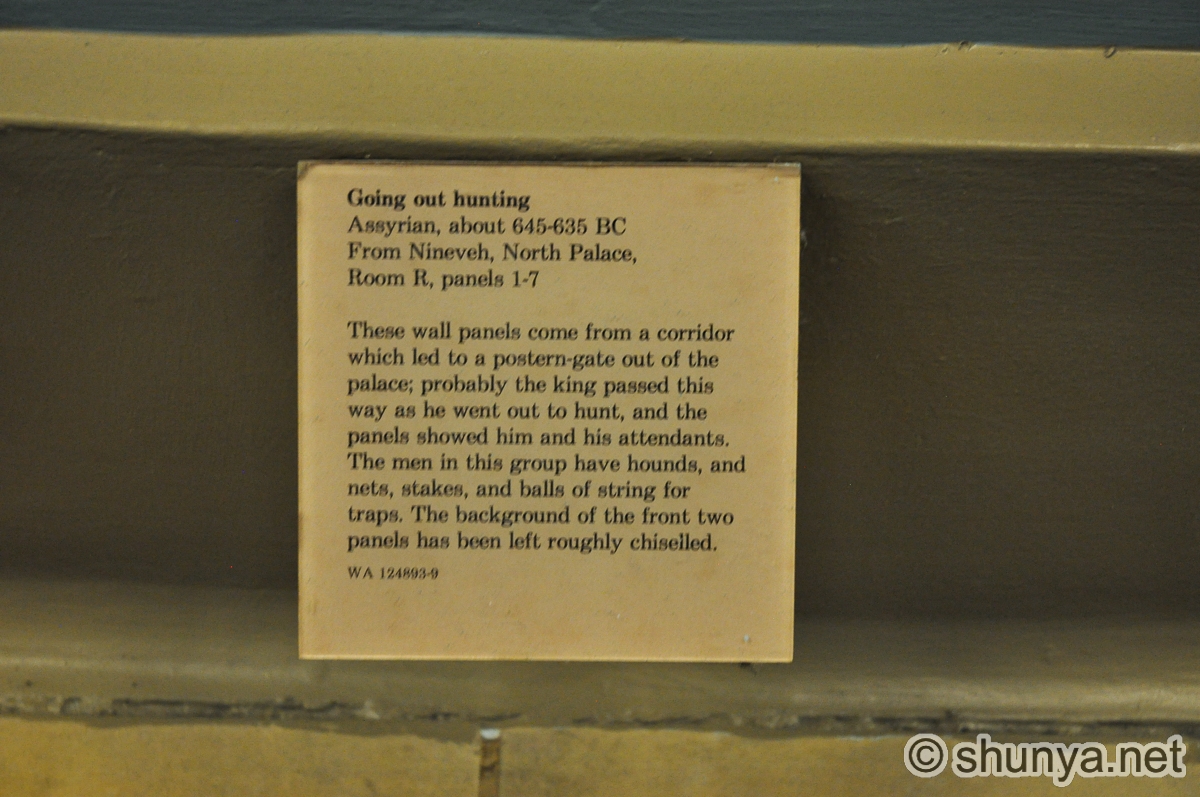 Going out hunting
Assyrian, about 645-635 BC
From Nineveh, North Palace,
Room R, panels 1-7
These wall panels come from a corridor
which led to a postern-gate out of the
palace; probably the king passed this
way as he went out to hunt, and the
panels showed him and his attendants.
The men in this group have hounds, and
nets, stakes, and balls of string for
traps. The background of the front two
panels has been left roughly chiselled.
WA 124893-9
© shunya.net